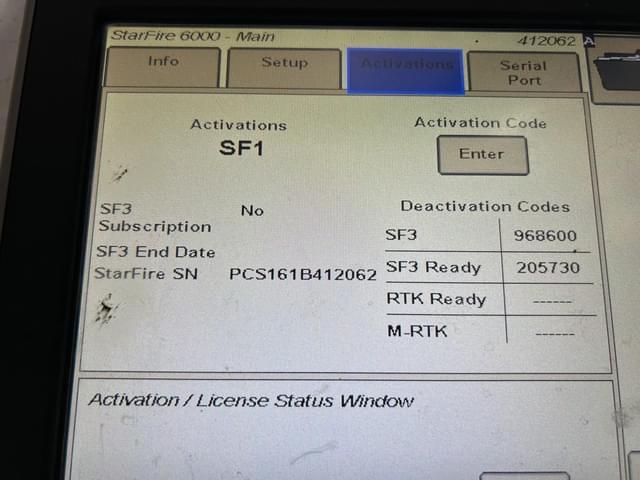 StarFire 6000 - Main 412062 A
Info Setup Activations Serial Port
Activations
SF1
Activation Code
Enter
SF3 Subscription No
SF3 End Date
StarFire SN PCS161B412062
Deactivation Codes
SF3 968600
SF3 Ready 205730
RTK Ready ------
M-RTK ------
Activation / License Status Window